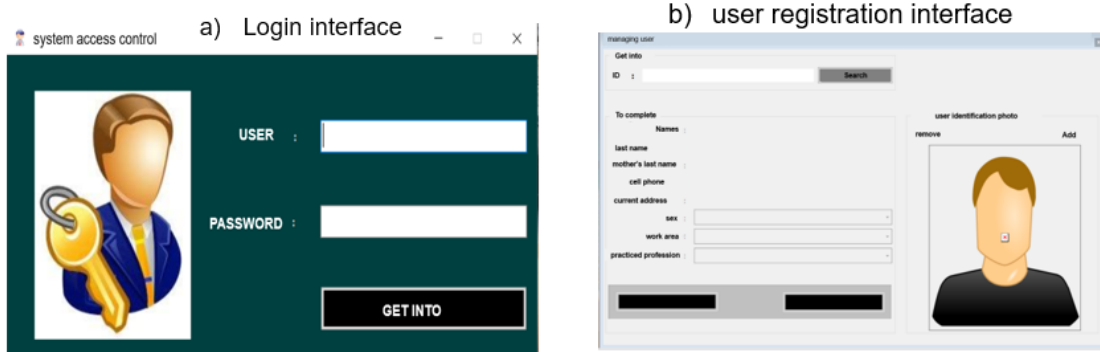 a) Login interface
system access control
USER :
PASSWORD :
GET INTO
b) user registration interface
managing user
Get into
ID : Search
To complete
Names :
last name
mother's last name :
cell phone
current address :
sex :
work area :
practiced profession :
user identification photo
remove Add